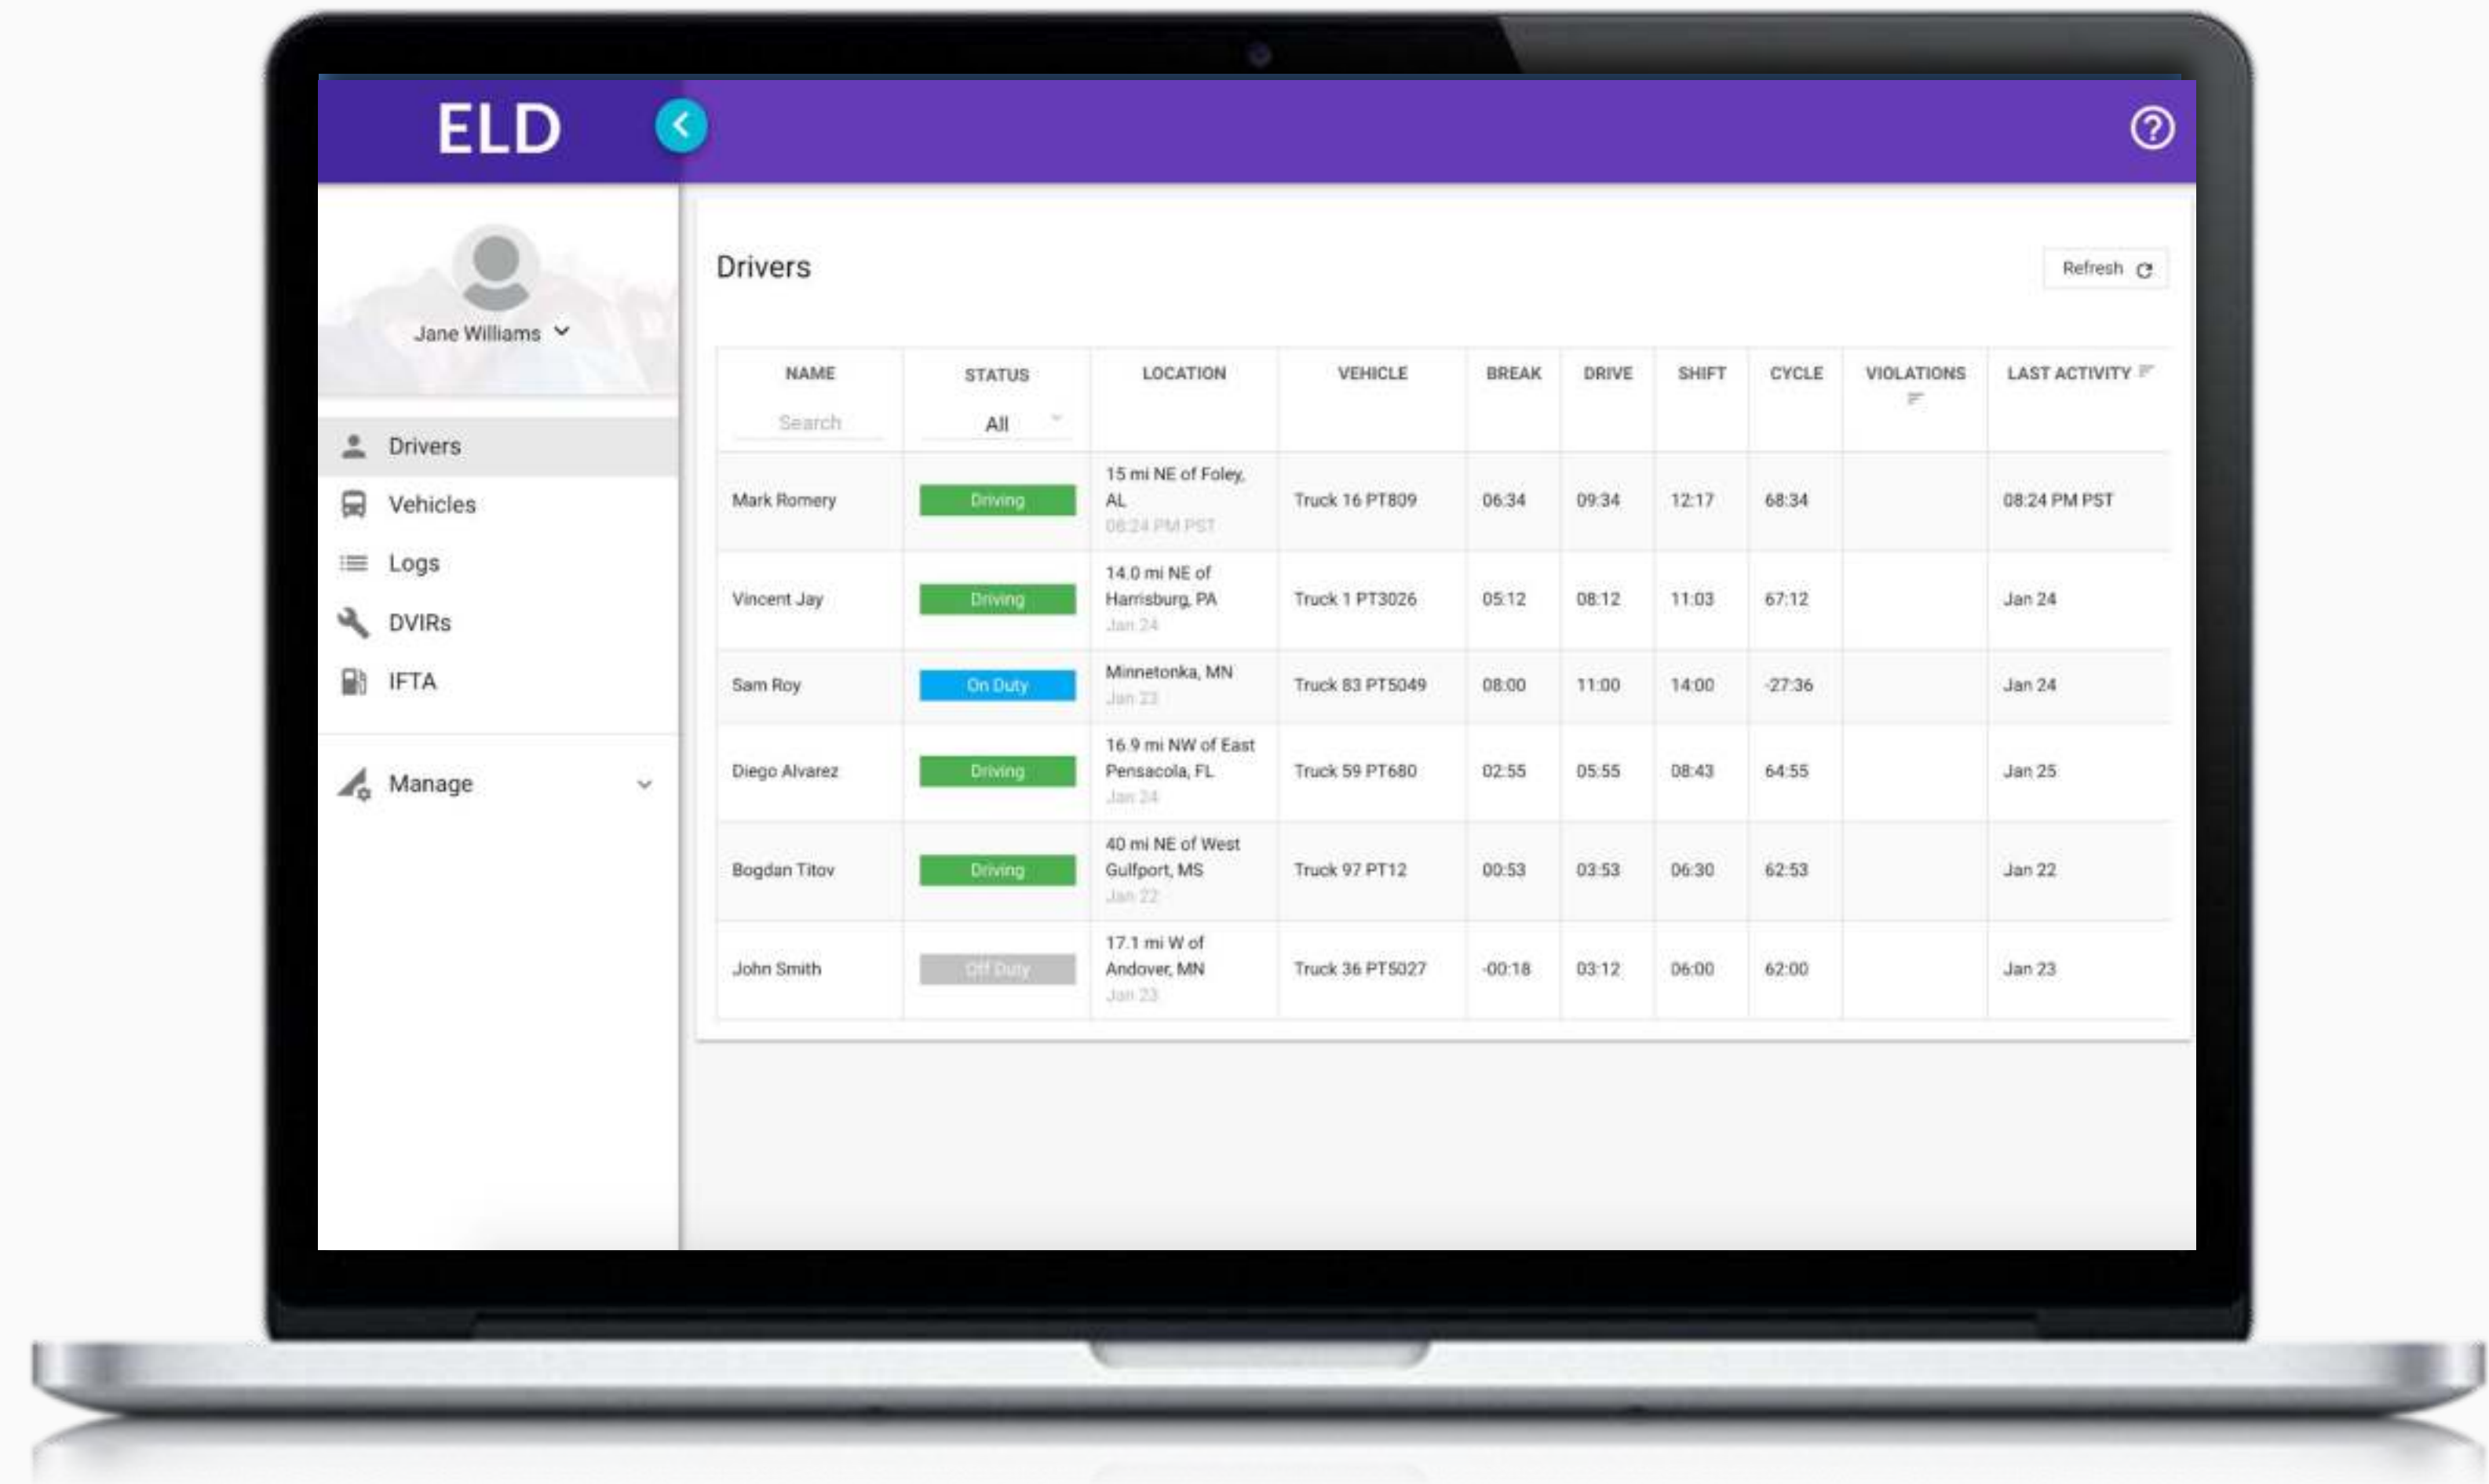 ELD
Jane Williams
Drivers
Vehicles
Logs
DVIRs
IFTA
Manage
Drivers
Refresh
NAME STATUS LOCATION VEHICLE BREAK DRIVE SHIFT CYCLE VIOLATIONS LAST ACTIVITY
Search All
15 mi NE of Foley,
Mark Romery Driving AL Truck 16 PT809 06:34 09:34 12:17 68:34 08:24 PM PST
08:24 PM PST
14.0 mi NE of
Vincent Jay Driving Harrisburg, PA Truck 1 PT3026 05:12 08:12 11:03 67:12 Jan 24
Jan 24
Minnetonka, MN
Sam Roy On Duty Truck 83 PT5049 08:00 11:00 14:00 -27:36 Jan 24
Jan 23
16.9 mi NW of East
Diego Alvarez Driving Pensacola, FL Truck 59 PT680 02:55 05:55 08:43 64:55 Jan 25
Jan 24
40 mi NE of West
Bogdan Titov Driving Gulfport, MS Truck 97 PT12 00:53 03:53 06:30 62:53 Jan 22
Jan 22
17.1 mi W of
John Smith Off Duty Andover, MN Truck 36 PT5027 -00:18 03:12 06:00 62:00 Jan 23
Jan 23